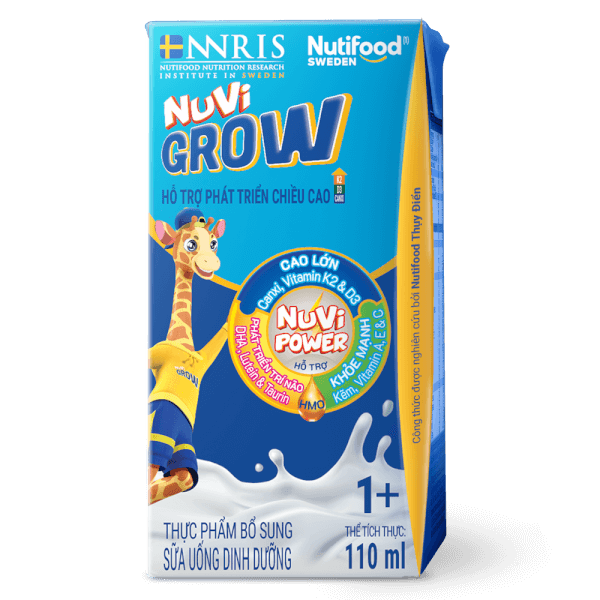 NNRIS
NUTIFOOD NUTRITION RESEARCH
INSTITUTE IN SWEDEN
Nutifood
SWEDEN
NuVi
GROW
HỖ TRỢ PHÁT TRIỂN CHIỀU CAO
K2
D3
CANXI
CAO LỚN
Canxi, Vitamin K2 & D3
PHÁT TRIỂN TRÍ NÃO
DHA, Lutein & Taurin
NuVi
POWER
HỖ TRỢ
KHỎE MẠNH
Kẽm, Vitamin A, E & C
HMO
GROW
1+
THỰC PHẨM BỔ SUNG
SỮA UỐNG DINH DƯỠNG
THỂ TÍCH THỰC:
110 ml
Công thức được nghiên cứu bởi Nutifood Thụy Điển